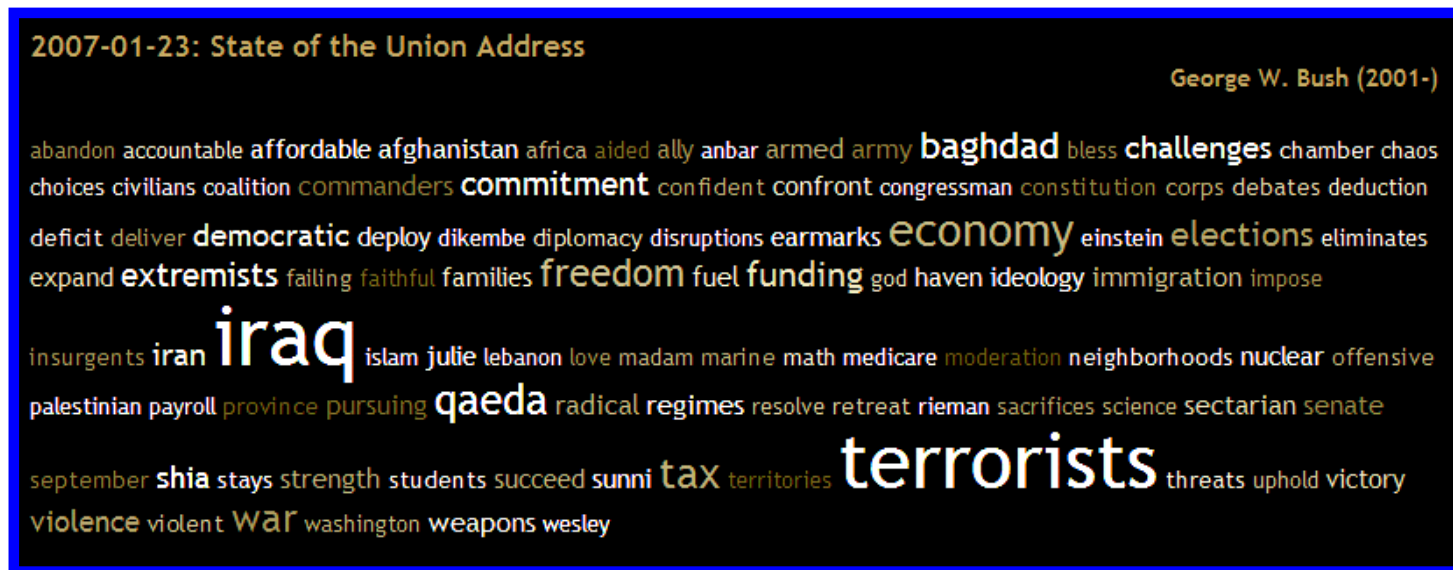 2007-01-23: State of the Union Address
George W. Bush (2001-)
abandon accountable affordable afghanistan africa aided ally anbar armed army baghdad bless challenges chamber chaos
choices civilians coalition commanders commitment confident confront congressman constitution corps debates deduction
deficit deliver democratic deploy dikembe diplomacy disruptions earmarks economy einstein elections eliminates
expand extremists failing faithful families freedom fuel funding god haven ideology immigration impose
insurgents iran iraq islam julie lebanon love madam marine math medicare moderation neighborhoods nuclear offensive
palestinian payroll province pursuing qaeda radical regimes resolve retreat rieman sacrifices science sectarian senate
september shia stays strength students succeed sunni tax territories terrorists threats uphold victory
violence violent war washington weapons wesley